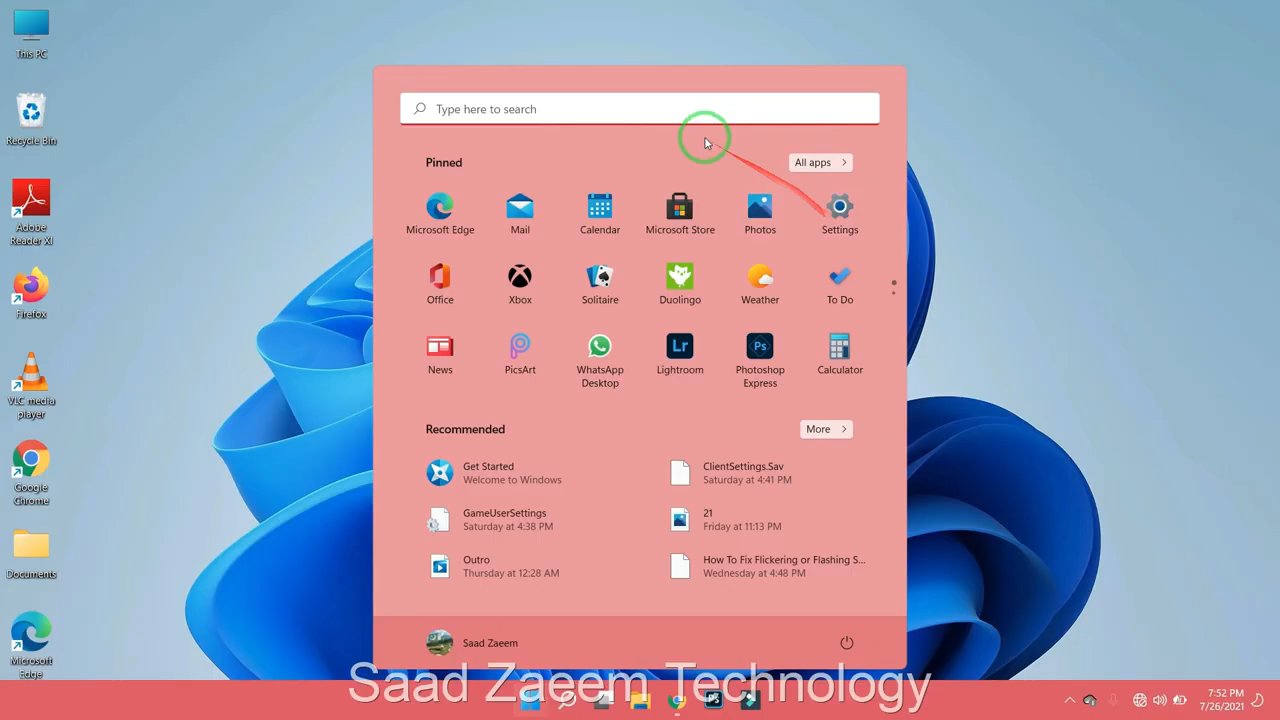 This PC
Recycle Bin
Adobe
Reader XI
Firefox
VLC media
player
Google
Chrome
Documents
Microsoft
Edge
Type here to search
Pinned
All apps
Microsoft Edge
Mail
Calendar
Microsoft Store
Photos
Settings
Office
Xbox
Solitaire
Duolingo
Weather
To Do
News
PicsArt
WhatsApp
Desktop
Lr
Lightroom
Ps
Photoshop
Express
Calculator
Recommended
More
Get Started
Welcome to Windows
ClientSettings.Sav
Saturday at 4:41 PM
GameUserSettings
Saturday at 4:38 PM
21
Friday at 11:13 PM
Outro
Thursday at 12:28 AM
How To Fix Flickering or Flashing S...
Wednesday at 4:48 PM
Saad Zaeem
Saad Zaeem Technology
Ps
7:52 PM
7/26/2021